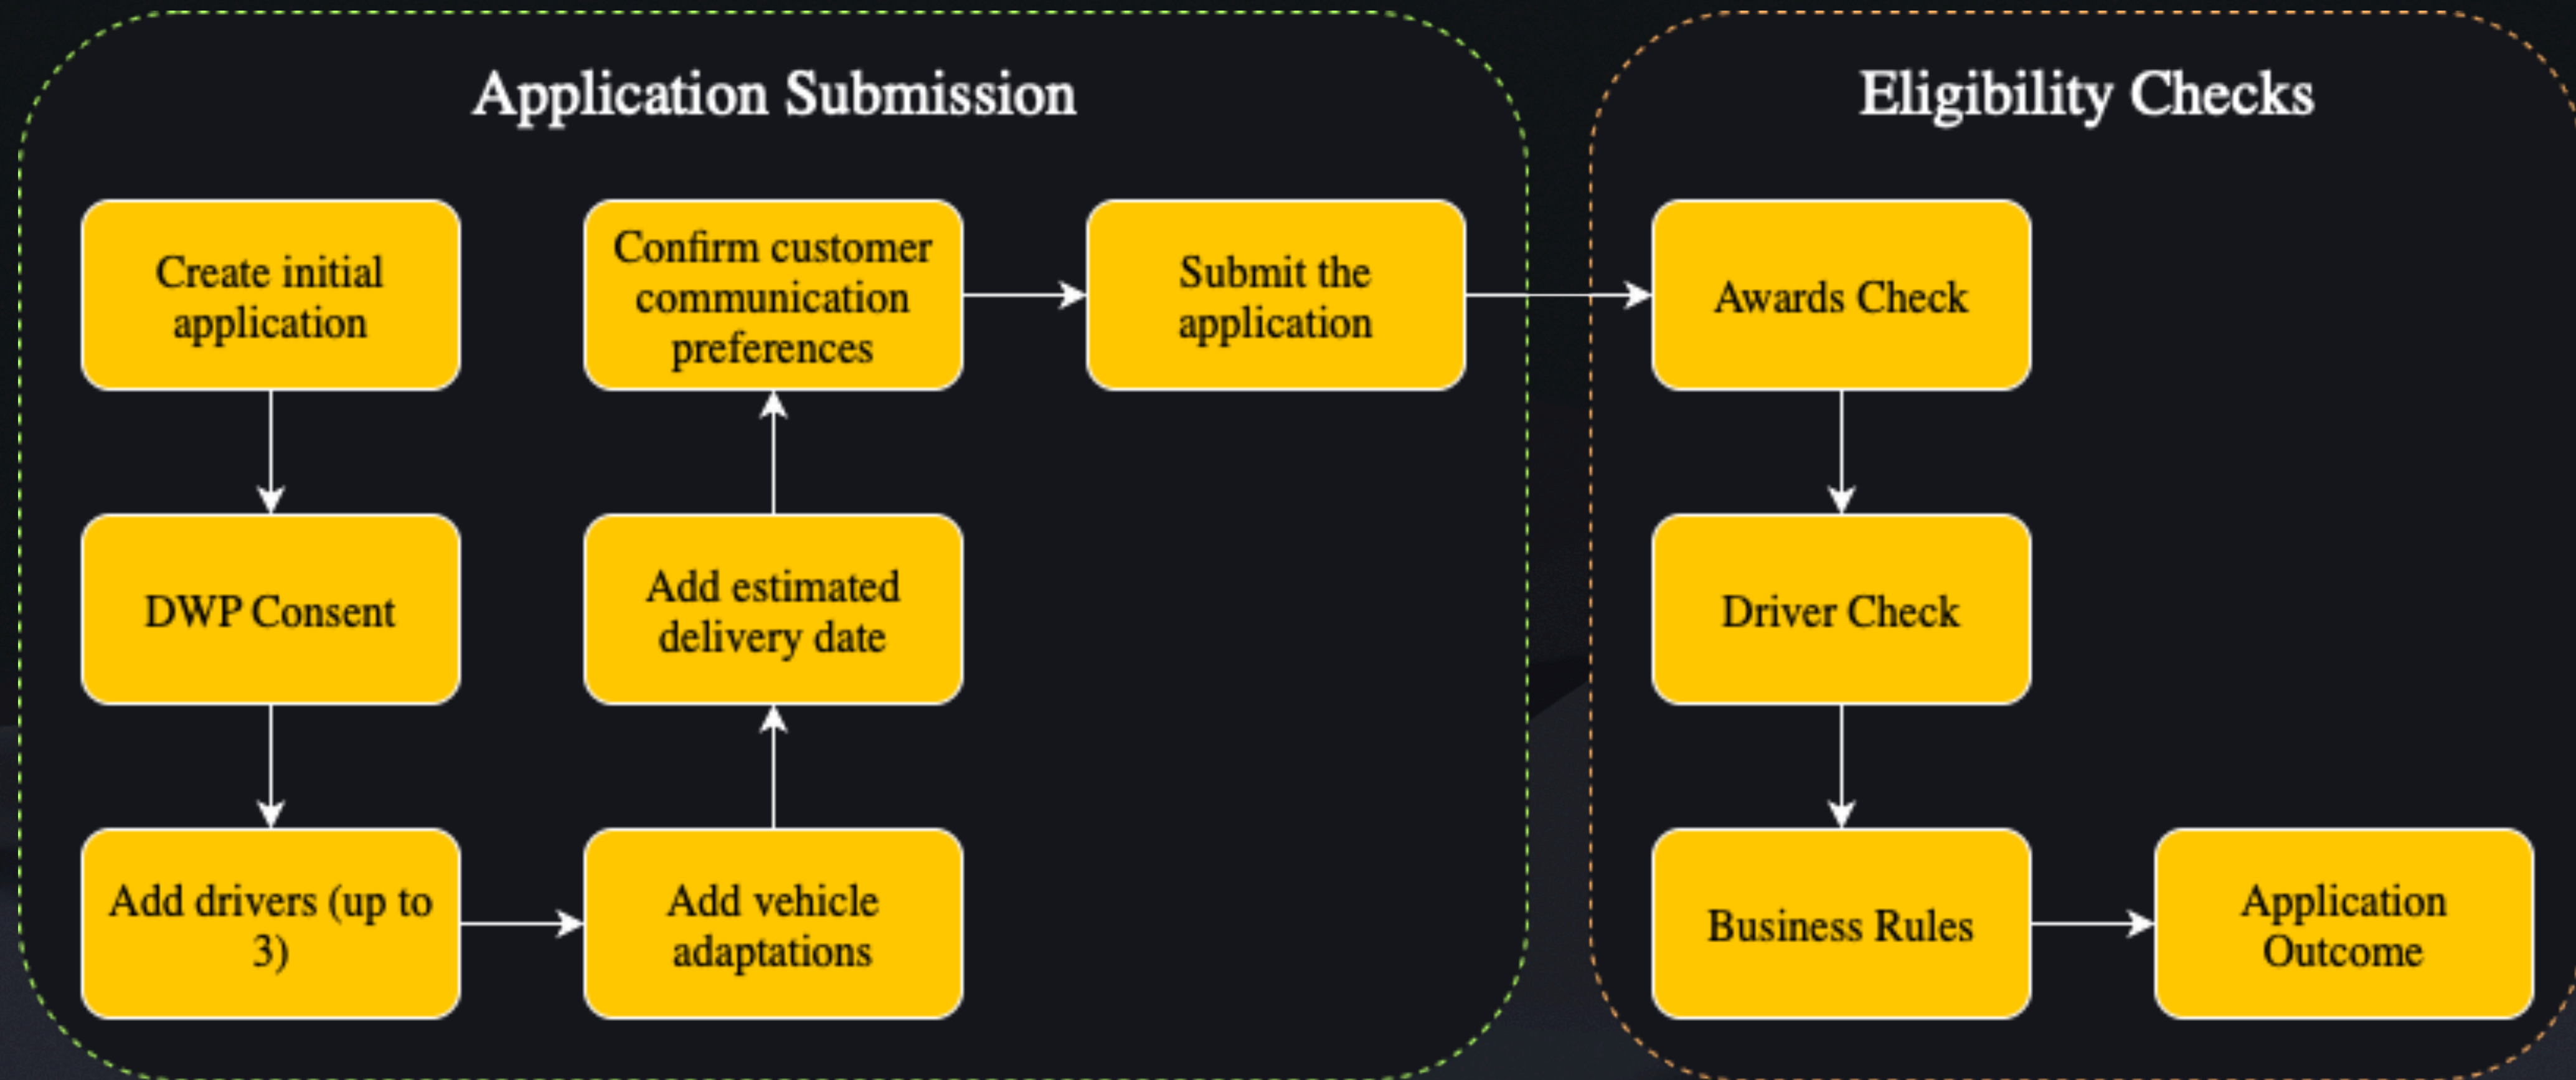 Application Submission
Create initial
application
DWP Consent
Add drivers (up to
3)
Add vehicle
adaptations
Add estimated
delivery date
Confirm customer
communication
preferences
Submit the
application
Eligibility Checks
Awards Check
Driver Check
Business Rules
Application
Outcome